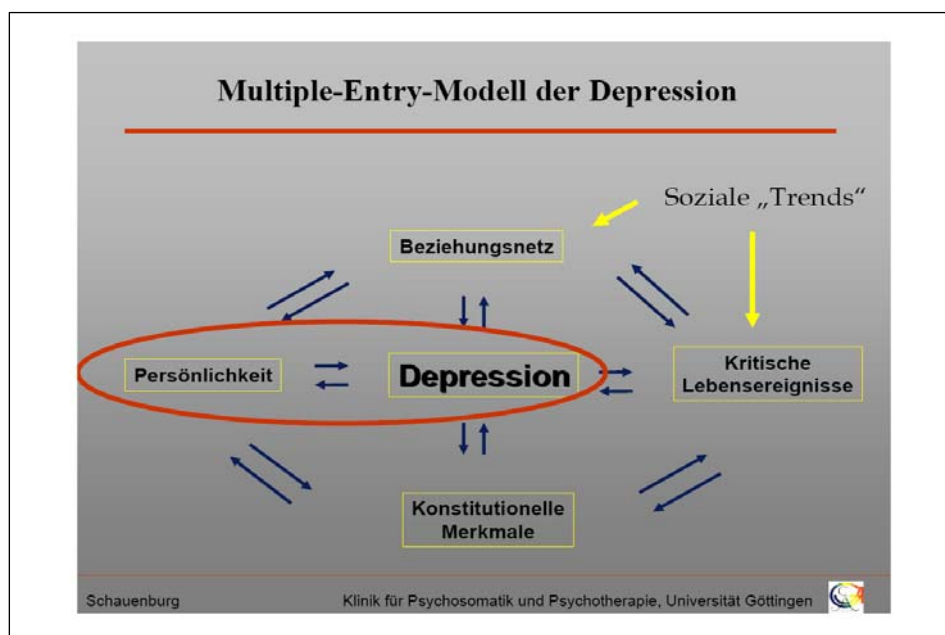 Multiple-Entry-Modell der Depression
Soziale „Trends“
Beziehungsnetz
Persönlichkeit
Depression
Kritische
Lebensereignisse
Konstitutionelle
Merkmale
Schauenburg
Klinik für Psychosomatik und Psychotherapie, Universität Göttingen